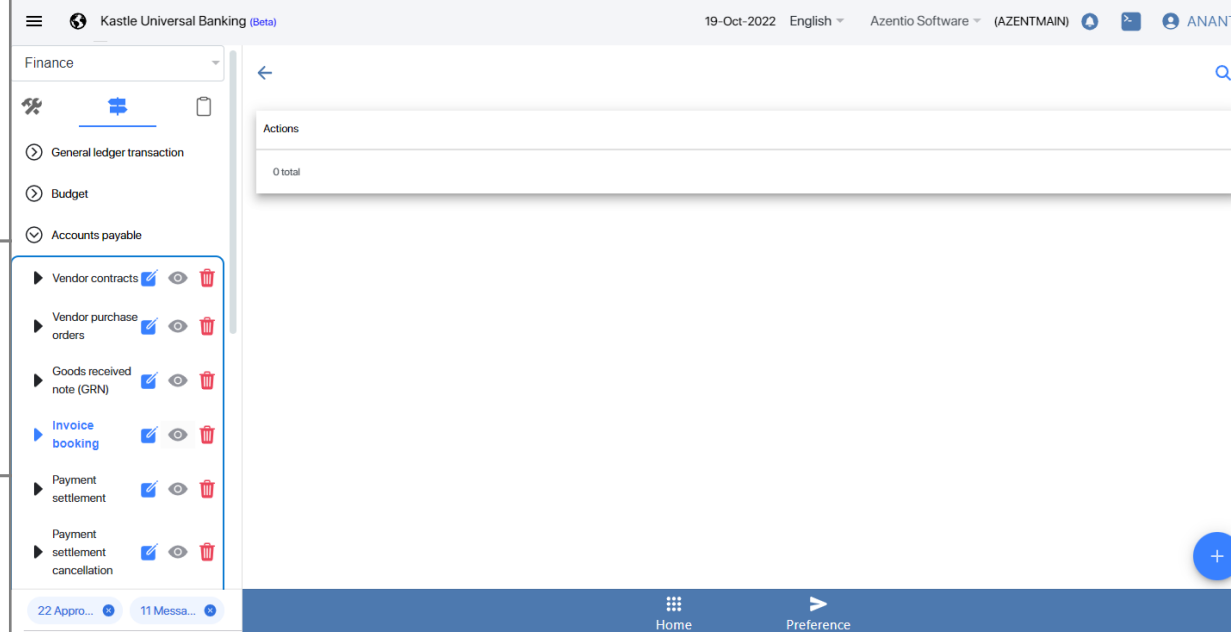 Kastle Universal Banking (Beta)
19-Oct-2022 English Azentio Software (AZENTMAIN) ANANT
Finance
General ledger transaction
Budget
Accounts payable
Vendor contracts
Vendor purchase
orders
Goods received
note (GRN)
Invoice
booking
Payment
settlement
Payment
settlement
cancellation
22 Appro...
11 Messa...
Actions
0 total
Home
Preference